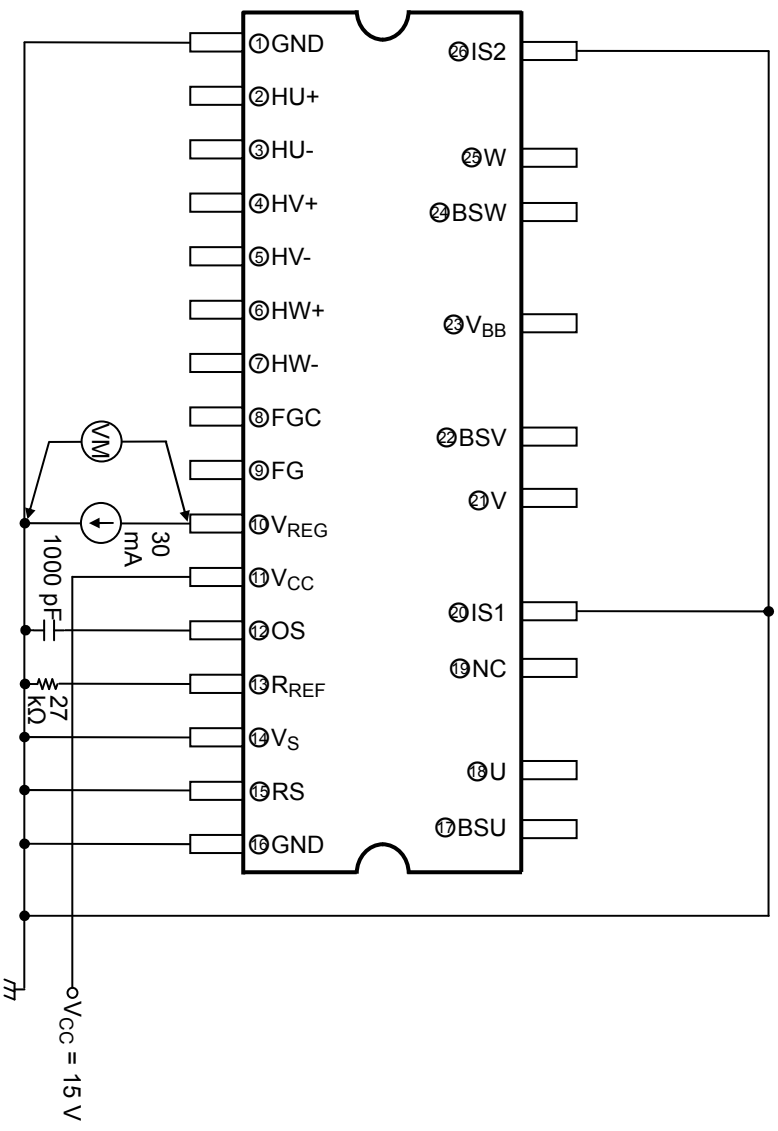 ①GND
②HU+
③HU-
④HV+
⑤HV-
⑥HW+
⑦HW-
⑧FGC
⑨FG
⑩VREG
⑪VCC
⑫OS
⑬RREF
⑭VS
⑮RS
⑯GND
㉖IS2
㉕W
㉔BSW
㉓VBB
㉒BSV
㉑V
⑳IS1
⑲NC
⑱U
⑰BSU
VM
30
mA
1000 pF
27
kΩ
VCC = 15 V